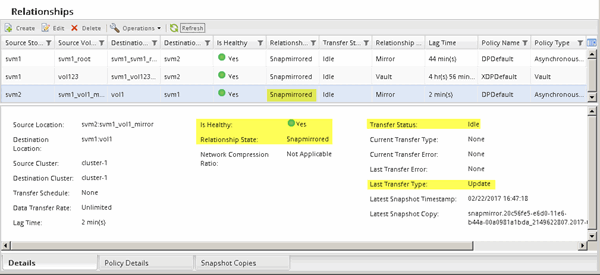 Relationships
Create Edit Delete Operations Refresh
Source Sto... Source Vol... Destinatio... Destinatio... Is Healthy Relationsh... Transfer St... Relationship ... Lag Time Policy Name Policy Type
svm1 svm1_root svm1_svm1_r... svm2 Yes Snapmirrored Idle Mirror 44 min(s) DPDefault Asynchronous...
svm1 vol123 svm1_vol123... svm2 Yes Snapmirrored Idle Vault 4 hr(s) 56 min... XDPDefault Vault
svm2 svm1_vol1_m... vol1 svm1 Yes Snapmirrored Idle Mirror 2 min(s) DPDefault Asynchronous...
Source Location: svm2:svm1_vol1_mirror Is Healthy: Yes Transfer Status: Idle
Destination Location: svm1:vol1 Relationship State: Snapmirrored Current Transfer Type: None
Source Cluster: cluster-1 Network Compression Ratio: Not Applicable Current Transfer Error: None
Destination Cluster: cluster-1 Last Transfer Error: None
Transfer Schedule: None Last Transfer Type: Update
Data Transfer Rate: Unlimited Latest Snapshot Timestamp: 02/22/2017 16:47:18
Lag Time: 2 min(s) Latest Snapshot Copy: snapmirror.20c56fe5-e6d0-11e6-
b44a-00a0981a1bda_2149622807.2017-
Details Policy Details Snapshot Copies